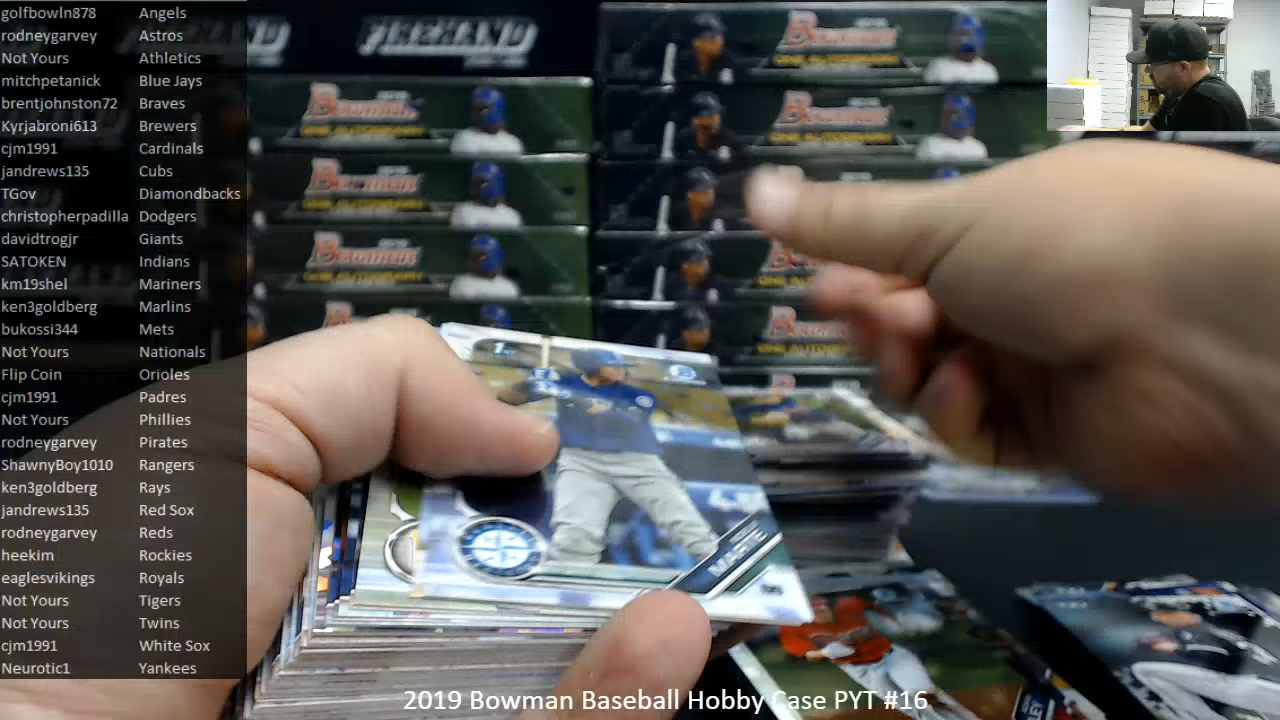 golfbowln878 Angels
rodneygarvey Astros
Not Yours Athletics
mitchpetanick Blue Jays
brentjohnston72 Braves
Kyrjabroni613 Brewers
cjm1991 Cardinals
jandrews135 Cubs
TGov Diamondbacks
christopherpadilla Dodgers
davidtrogjr Giants
SATOKEN Indians
km19shel Mariners
ken3goldberg Marlins
bukossi344 Mets
Not Yours Nationals
Flip Coin Orioles
cjm1991 Padres
Not Yours Phillies
rodneygarvey Pirates
ShawnyBoy1010 Rangers
ken3goldberg Rays
jandrews135 Red Sox
rodneygarvey Reds
heekim Rockies
eaglesvikings Royals
Not Yours Tigers
Not Yours Twins
cjm1991 White Sox
Neurotic1 Yankees
FIREHAND
Bowman
Bowman
Bowman
Bowman
Bowman
1st
MARTE
2019 Bowman Baseball Hobby Case PYT #16